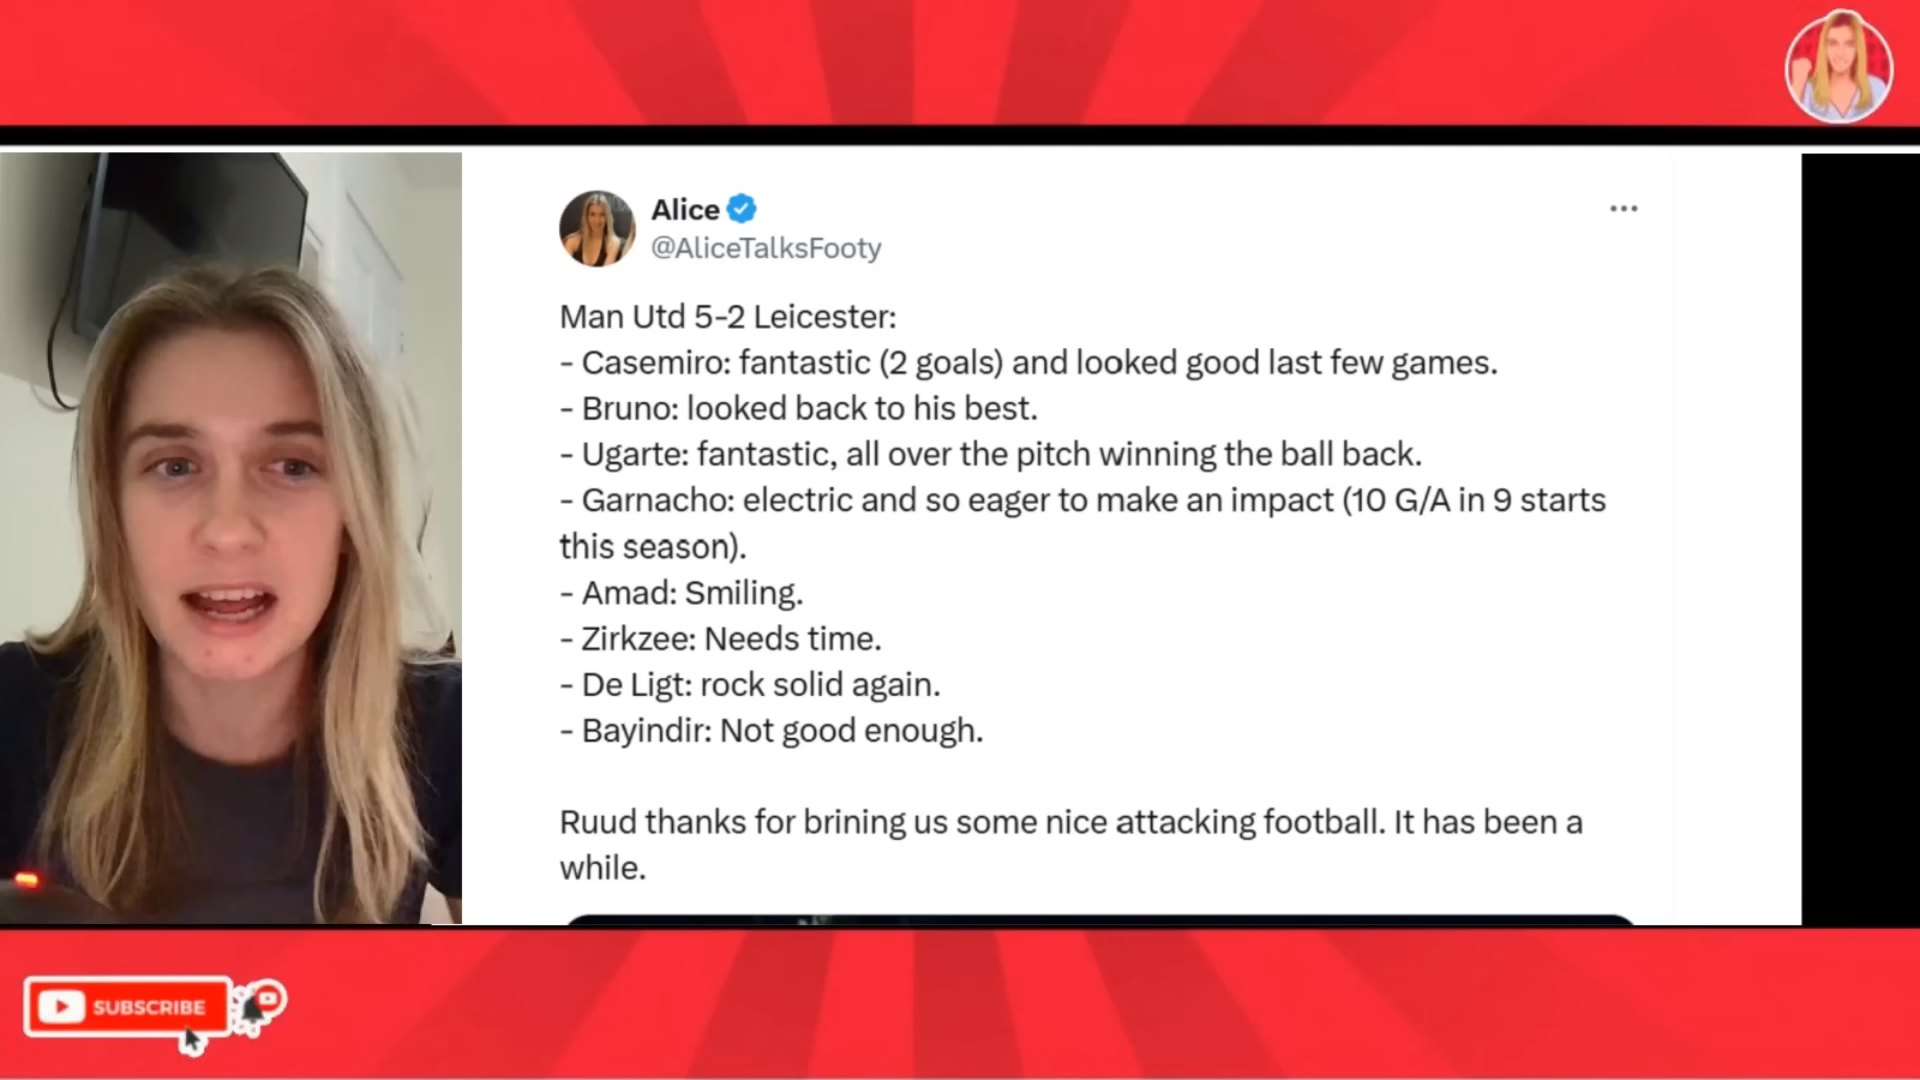 Alice
@AliceTalksFooty
Man Utd 5-2 Leicester:
- Casemiro: fantastic (2 goals) and looked good last few games.
- Bruno: looked back to his best.
- Ugarte: fantastic, all over the pitch winning the ball back.
- Garnacho: electric and so eager to make an impact (10 G/A in 9 starts
this season).
- Amad: Smiling.
- Zirkzee: Needs time.
- De Ligt: rock solid again.
- Bayindir: Not good enough.
Ruud thanks for brining us some nice attacking football. It has been a
while.
SUBSCRIBE